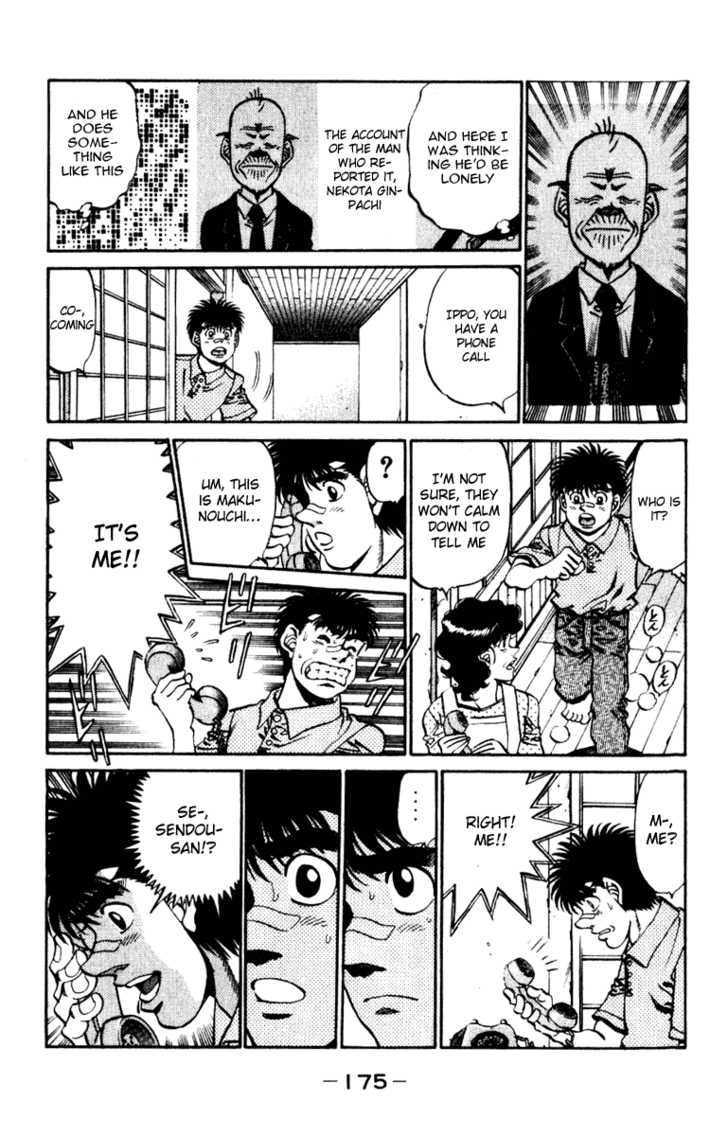 AND HERE I
WAS THINK-
ING HE'D BE
LONELY
THE ACCOUNT
OF THE MAN
WHO RE-
PORTED IT,
NEKOTA GIN-
PACHI
AND HE
DOES
SOME-
THING
LIKE THIS
IPPO, YOU
HAVE A
PHONE
CALL
CO-,
COMING
WHO IS
IT?
I'M NOT
SURE, THEY
WON'T CALM
DOWN TO
TELL ME
?
UM, THIS
IS MAKU-
NOUCHI...
IT'S
ME!!
M-,
ME?
RIGHT!
ME!!
....
SE-,
SENDOU-
SAN!?
- 175 -